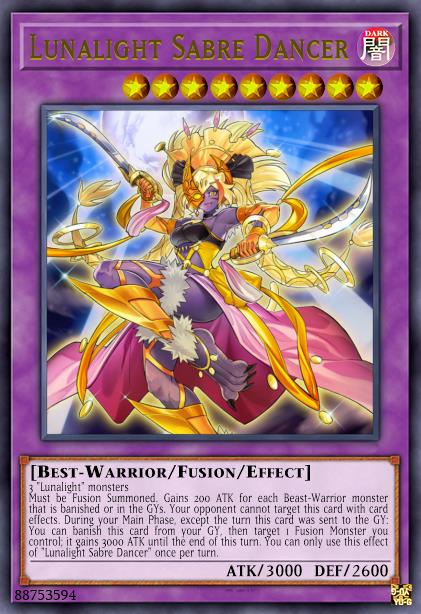 Lunalight Sabre Dancer
DARK
闇
[Best-Warrior/Fusion/Effect]
3 "Lunalight" monsters
Must be Fusion Summoned. Gains 200 ATK for each Beast-Warrior monster
that is banished or in the GYs. Your opponent cannot target this card with card
effects. During your Main Phase, except the turn this card was sent to the GY:
You can banish this card from your GY, then target 1 Fusion Monster you
control; it gains 3000 ATK until the end of this turn. You can only use this effect
of "Lunalight Sabre Dancer" once per turn.
ATK/3000 DEF/2600
88753594